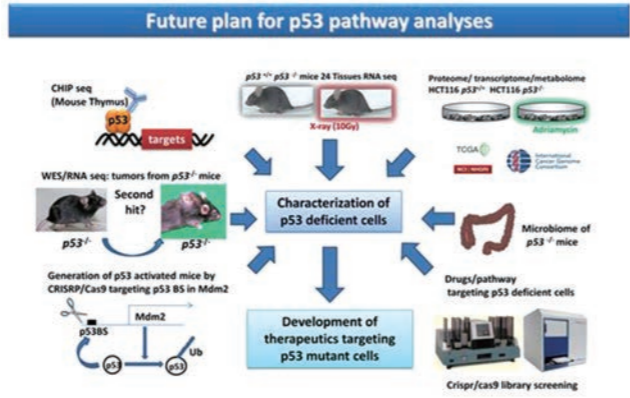 Future plan for p53 pathway analyses
CHIP seq
(Mouse Thymus)
p53
targets
p53 +/+ p53 -/- mice 24 Tissues RNA seq
X-ray (10Gy)
Proteome/ transcriptome/metabolome
HCT116 p53+/+ HCT116 p53-/-
Adriamycin
TCGA
International
Cancer Genome
Consortium
WES/RNA seq: tumors from p53-/- mice
Second
hit?
p53-/-
p53-/-
Characterization of
p53 deficient cells
Microbiome of
p53 -/- mice
Generation of p53 activated mice by
CRISRP/Cas9 targeting p53 BS in Mdm2
Mdm2
p53BS
Ub
p53
p53
Development of
therapeutics targeting
p53 mutant cells
Drugs/pathway
targeting p53 deficient cells
Crispr/cas9 library screening